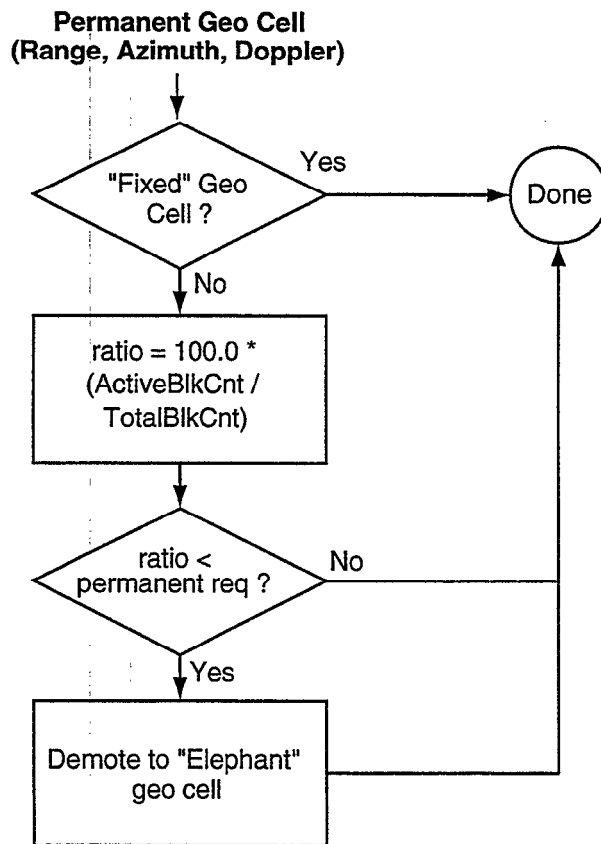 Permanent Geo Cell
(Range, Azimuth, Doppler)
"Fixed" Geo
Cell ?
Yes
Done
No
ratio = 100.0 *
(ActiveBlkCnt /
TotalBlkCnt)
ratio <
permanent req ?
No
Yes
Demote to "Elephant"
geo cell